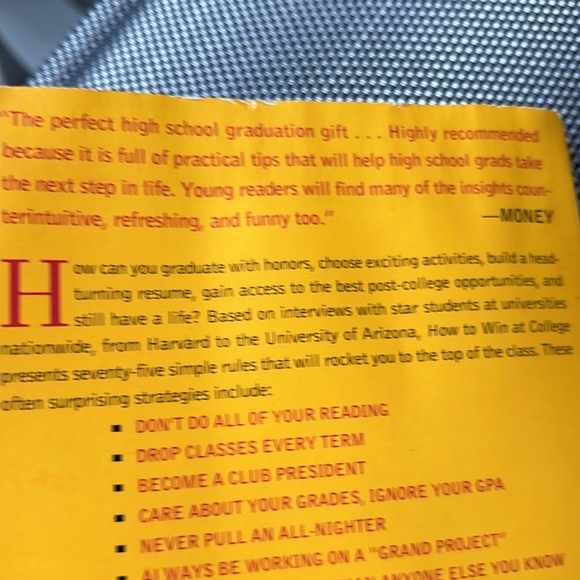 "The perfect high school graduation gift . . . Highly recommended
because it is full of practical tips that will help high school grads take
the next step in life. Young readers will find many of the insights coun-
terintuitive, refreshing, and funny too."
—MONEY
How can you graduate with honors, choose exciting activities, build a head-
turning resume, gain access to the best post-college opportunities, and
still have a life? Based on interviews with star students at universities
nationwide, from Harvard to the University of Arizona, How to Win at College
presents seventy-five simple rules that will rocket you to the top of the class. These
often surprising strategies include:
■ DON'T DO ALL OF YOUR READING
■ DROP CLASSES EVERY TERM
■ BECOME A CLUB PRESIDENT
■ CARE ABOUT YOUR GRADES, IGNORE YOUR GPA
■ NEVER PULL AN ALL-NIGHTER
■ ALWAYS BE WORKING ON A "GRAND PROJECT"
THAN ANYONE ELSE YOU KNOW